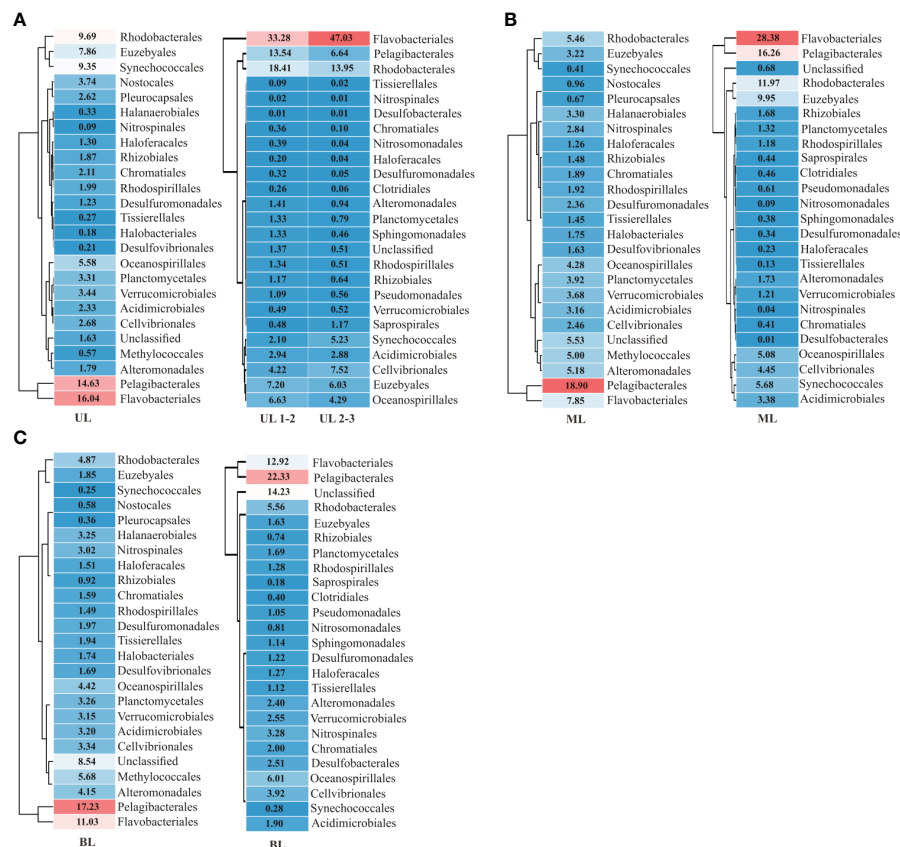 A
9.69 Rhodobacterales
7.86 Euzebyales
9.35 Synechococcales
3.74 Nostocales
2.62 Pleurocapsales
0.33 Halanaerobiales
0.09 Nitrospinales
1.30 Haloferacales
1.87 Rhizobiales
2.11 Chromatiales
1.99 Rhodospirillales
1.23 Desulfuromonadales
0.27 Tissierellales
0.18 Halobacteriales
0.21 Desulfovibrionales
5.58 Oceanospirillales
3.31 Planctomycetales
3.44 Verrucomicrobiales
2.33 Acidimicrobiales
2.68 Cellvibrionales
1.63 Unclassified
0.57 Methylococcales
1.79 Alteromonadales
14.63 Pelagibacterales
16.04 Flavobacteriales
UL
33.28 47.03 Flavobacteriales
13.54 6.64 Pelagibacterales
18.41 13.95 Rhodobacterales
0.09 0.02 Tissierellales
0.02 0.01 Nitrospinales
0.01 0.01 Desulfobacterales
0.36 0.10 Chromatiales
0.39 0.04 Nitrosomonadales
0.20 0.04 Haloferacales
0.32 0.05 Desulfuromonadales
0.26 0.06 Clotridiales
1.41 0.94 Alteromonadales
1.33 0.79 Planctomycetales
1.33 0.46 Sphingomonadales
1.37 0.51 Unclassified
1.34 0.51 Rhodospirillales
1.17 0.64 Rhizobiales
1.09 0.56 Pseudomonadales
0.49 0.52 Verrucomicrobiales
0.48 1.17 Saprospirales
2.10 5.23 Synechococcales
2.94 2.88 Acidimicrobiales
4.22 7.52 Cellvibrionales
7.20 6.03 Euzebyales
6.63 4.29 Oceanospirillales
UL 1-2 UL 2-3
B
5.46 Rhodobacterales
3.22 Euzebyales
0.41 Synechococcales
0.96 Nostocales
0.67 Pleurocapsales
3.30 Halanaerobiales
2.84 Nitrospinales
1.26 Haloferacales
1.48 Rhizobiales
1.89 Chromatiales
1.92 Rhodospirillales
2.36 Desulfuromonadales
1.45 Tissierellales
1.75 Halobacteriales
1.63 Desulfovibrionales
4.28 Oceanospirillales
3.92 Planctomycetales
3.68 Verrucomicrobiales
3.16 Acidimicrobiales
2.46 Cellvibrionales
5.53 Unclassified
5.00 Methylococcales
5.18 Alteromonadales
18.90 Pelagibacterales
7.85 Flavobacteriales
ML
28.38 Flavobacteriales
16.26 Pelagibacterales
0.68 Unclassified
11.97 Rhodobacterales
9.95 Euzebyales
1.68 Rhizobiales
1.32 Planctomycetales
1.18 Rhodospirillales
0.44 Saprospirales
0.46 Clotridiales
0.61 Pseudomonadales
0.09 Nitrosomonadales
0.38 Sphingomonadales
0.34 Desulfuromonadales
0.23 Haloferacales
0.13 Tissierellales
1.73 Alteromonadales
1.21 Verrucomicrobiales
0.04 Nitrospinales
0.41 Chromatiales
0.01 Desulfobacterales
5.08 Oceanospirillales
4.45 Cellvibrionales
5.68 Synechococcales
3.38 Acidimicrobiales
ML
C
4.87 Rhodobacterales
1.85 Euzebyales
0.25 Synechococcales
0.58 Nostocales
0.36 Pleurocapsales
3.25 Halanaerobiales
3.02 Nitrospinales
1.51 Haloferacales
0.92 Rhizobiales
1.59 Chromatiales
1.49 Rhodospirillales
1.97 Desulfuromonadales
1.94 Tissierellales
1.74 Halobacteriales
1.69 Desulfovibrionales
4.42 Oceanospirillales
3.26 Planctomycetales
3.15 Verrucomicrobiales
3.20 Acidimicrobiales
3.34 Cellvibrionales
8.54 Unclassified
5.68 Methylococcales
4.15 Alteromonadales
17.23 Pelagibacterales
11.03 Flavobacteriales
BL
12.92 Flavobacteriales
22.33 Pelagibacterales
14.23 Unclassified
5.56 Rhodobacterales
1.63 Euzebyales
0.74 Rhizobiales
1.69 Planctomycetales
1.28 Rhodospirillales
0.18 Saprospirales
0.40 Clotridiales
1.05 Pseudomonadales
0.81 Nitrosomonadales
1.14 Sphingomonadales
1.22 Desulfuromonadales
1.27 Haloferacales
1.12 Tissierellales
2.40 Alteromonadales
2.55 Verrucomicrobiales
3.28 Nitrospinales
2.00 Chromatiales
2.51 Desulfobacterales
6.01 Oceanospirillales
3.92 Cellvibrionales
0.28 Synechococcales
1.90 Acidimicrobiales
BL